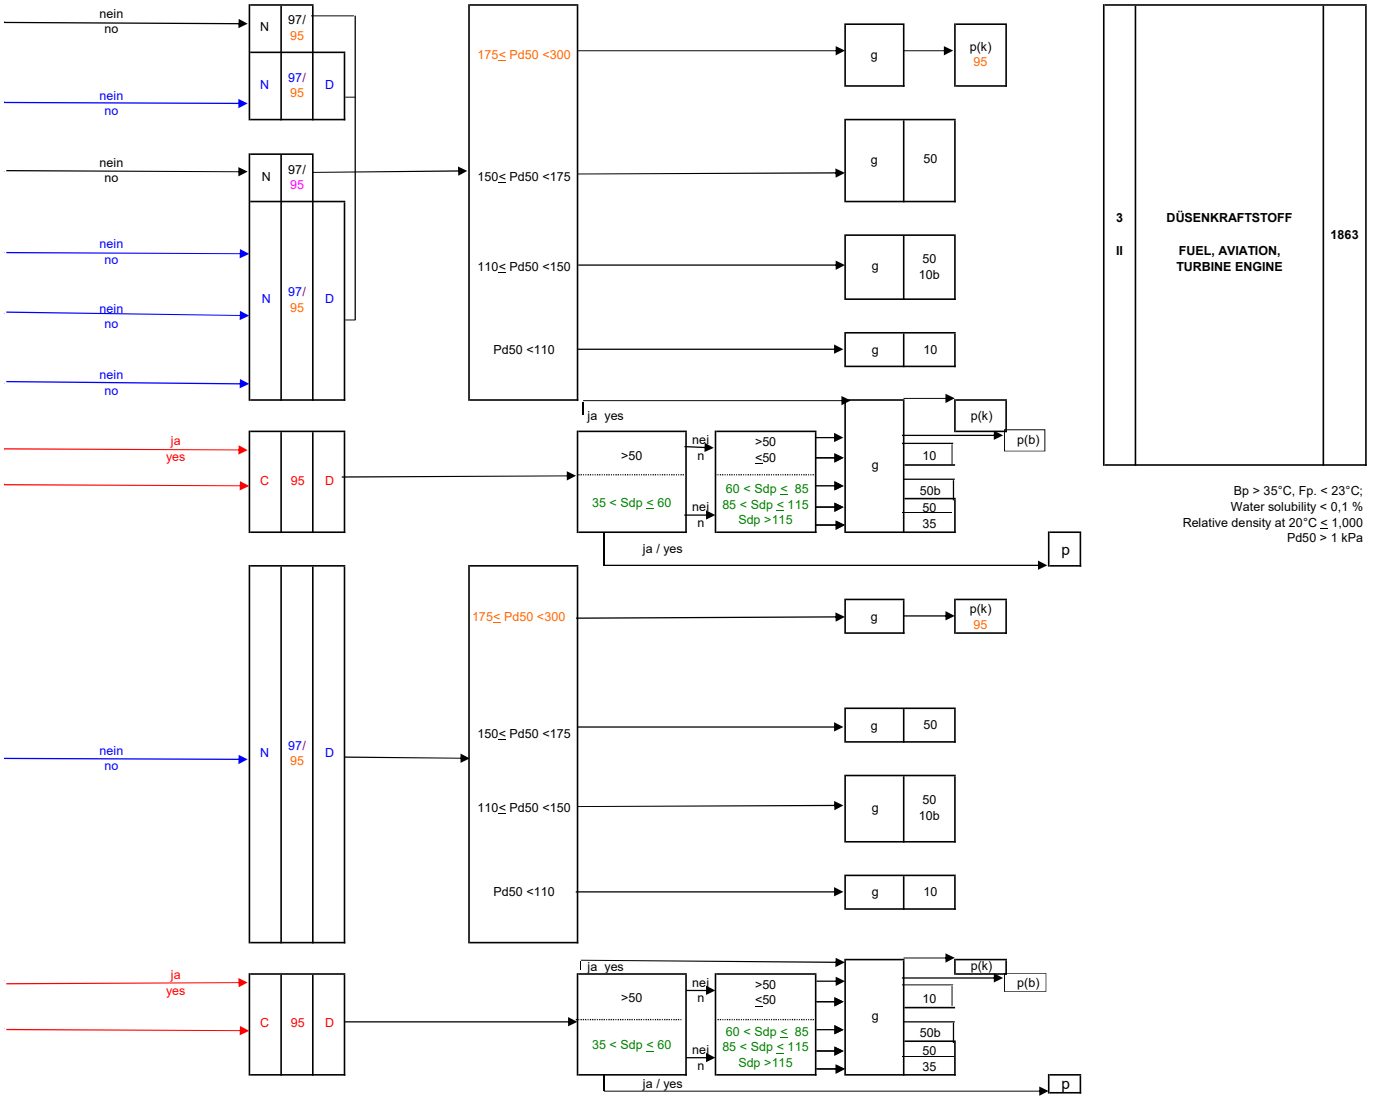 nein
no
N
97/
95
nein
no
N
97/
95
D
nein
no
N
97/
95
nein
no
nein
no
nein
no
N
97/
95
D
175≤ Pd50 <300
g
p(k)
95
150≤ Pd50 <175
g
50
110≤ Pd50 <150
g
50
10b
Pd50 <110
g
10
3
II
DÜSENKRAFTSTOFF
FUEL, AVIATION,
TURBINE ENGINE
1863
Bp > 35°C, Fp. < 23°C;
Water solubility < 0,1 %
Relative density at 20°C ≤ 1,000
Pd50 > 1 kPa
ja
yes
C
95
D
ja yes
>50
35 < Sdp ≤ 60
nei
n
nei
n
>50
≤50
60 < Sdp ≤ 85
85 < Sdp ≤ 115
Sdp >115
g
p(k)
p(b)
10
50b
50
35
ja / yes
p
nein
no
N
97/
95
D
175≤ Pd50 <300
g
p(k)
95
150≤ Pd50 <175
g
50
110≤ Pd50 <150
g
50
10b
Pd50 <110
g
10
ja
yes
C
95
D
ja yes
>50
35 < Sdp ≤ 60
nei
n
nei
n
>50
≤50
60 < Sdp ≤ 85
85 < Sdp ≤ 115
Sdp >115
g
p(k)
p(b)
10
50b
50
35
ja / yes
p